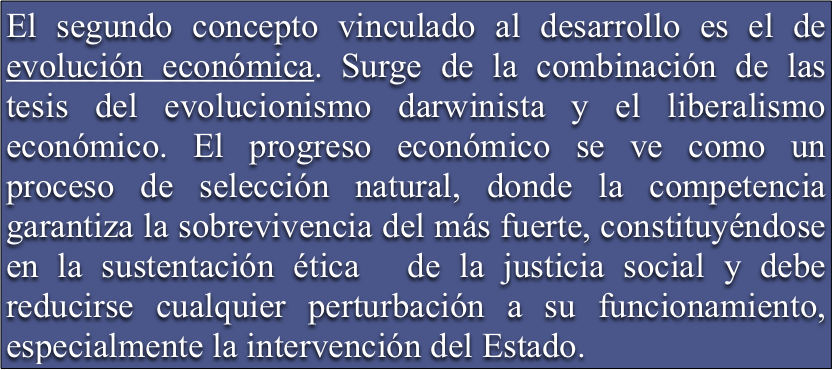 El segundo concepto vinculado al desarrollo es el de
evolución económica. Surge de la combinación de las
tesis del evolucionismo darwinista y el liberalismo
económico. El progreso económico se ve como un
proceso de selección natural, donde la competencia
garantiza la sobrevivencia del más fuerte, constituyéndose
en la sustentación ética de la justicia social y debe
reducirse cualquier perturbación a su funcionamiento,
especialmente la intervención del Estado.